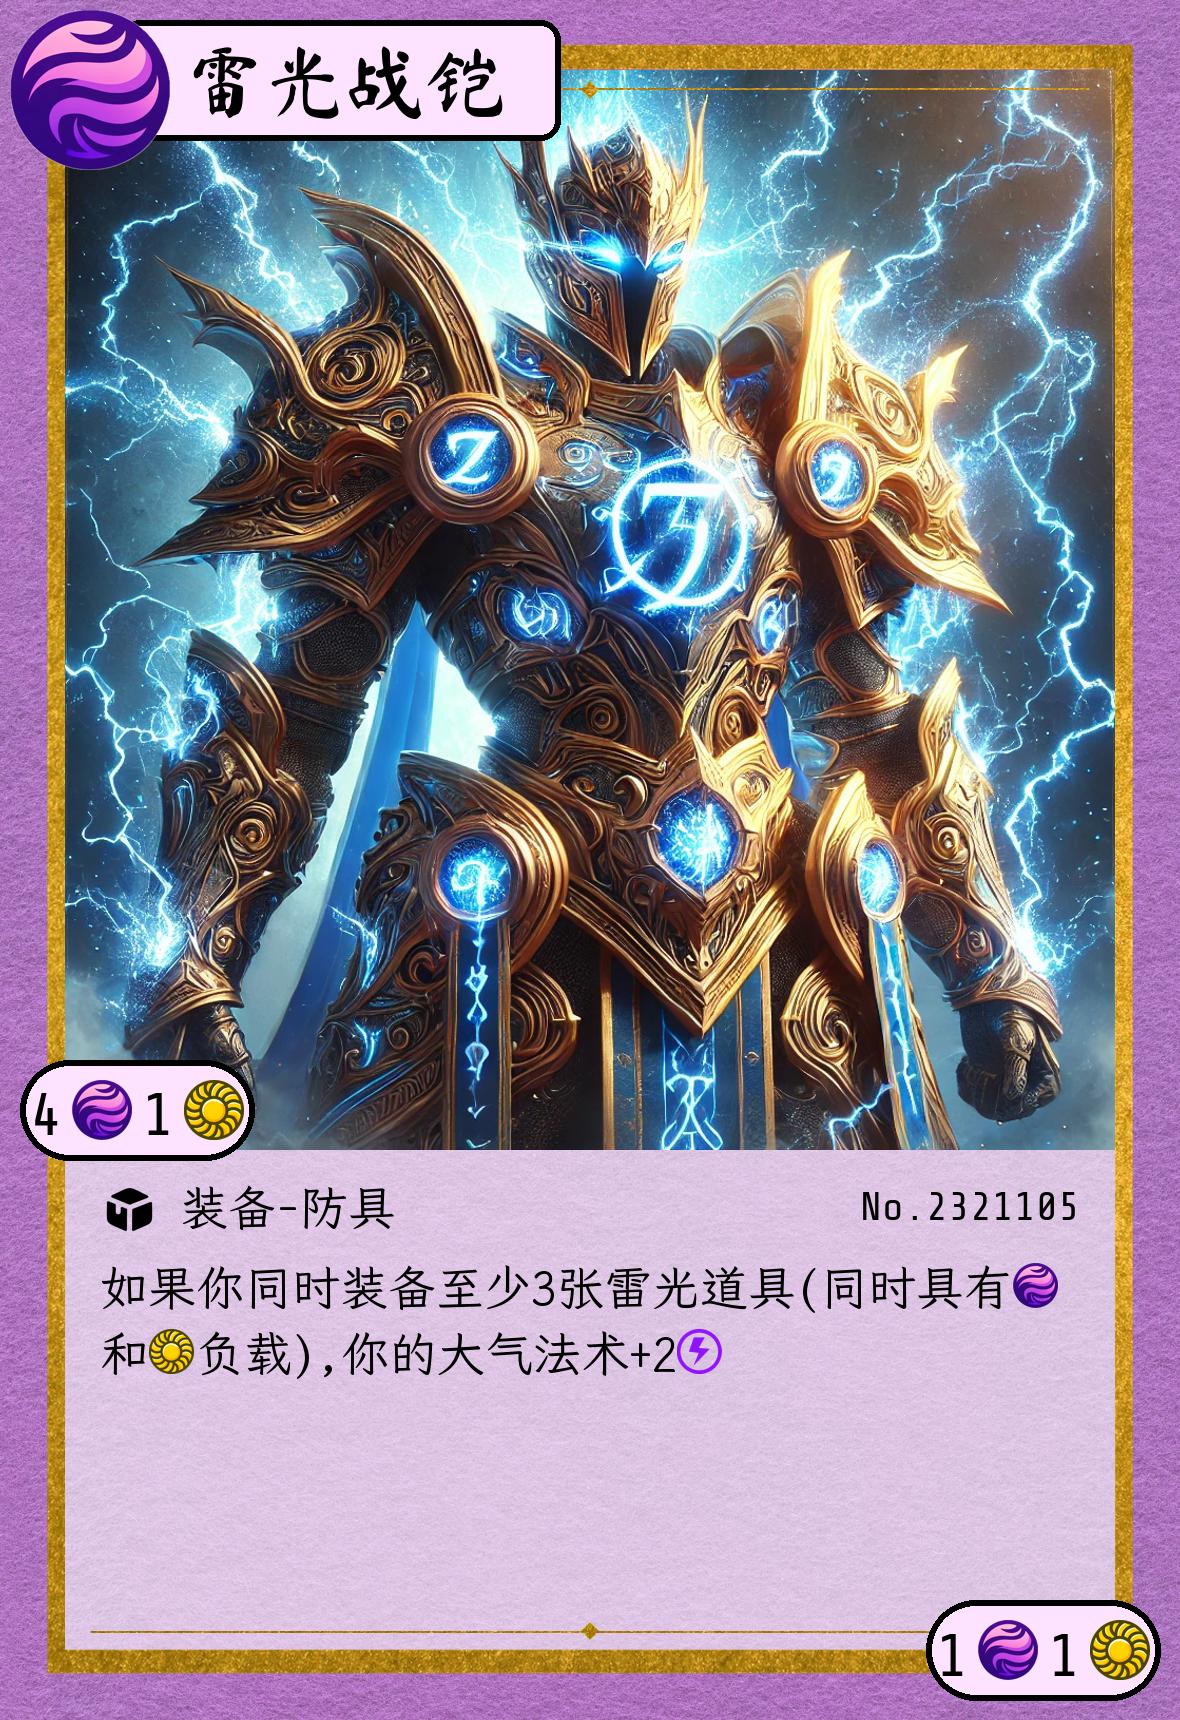 雷光战铠
4 1
装备-防具
No.2321105
如果你同时装备至少3张雷光道具(同时具有
和负载),你的大气法术+2
1 1